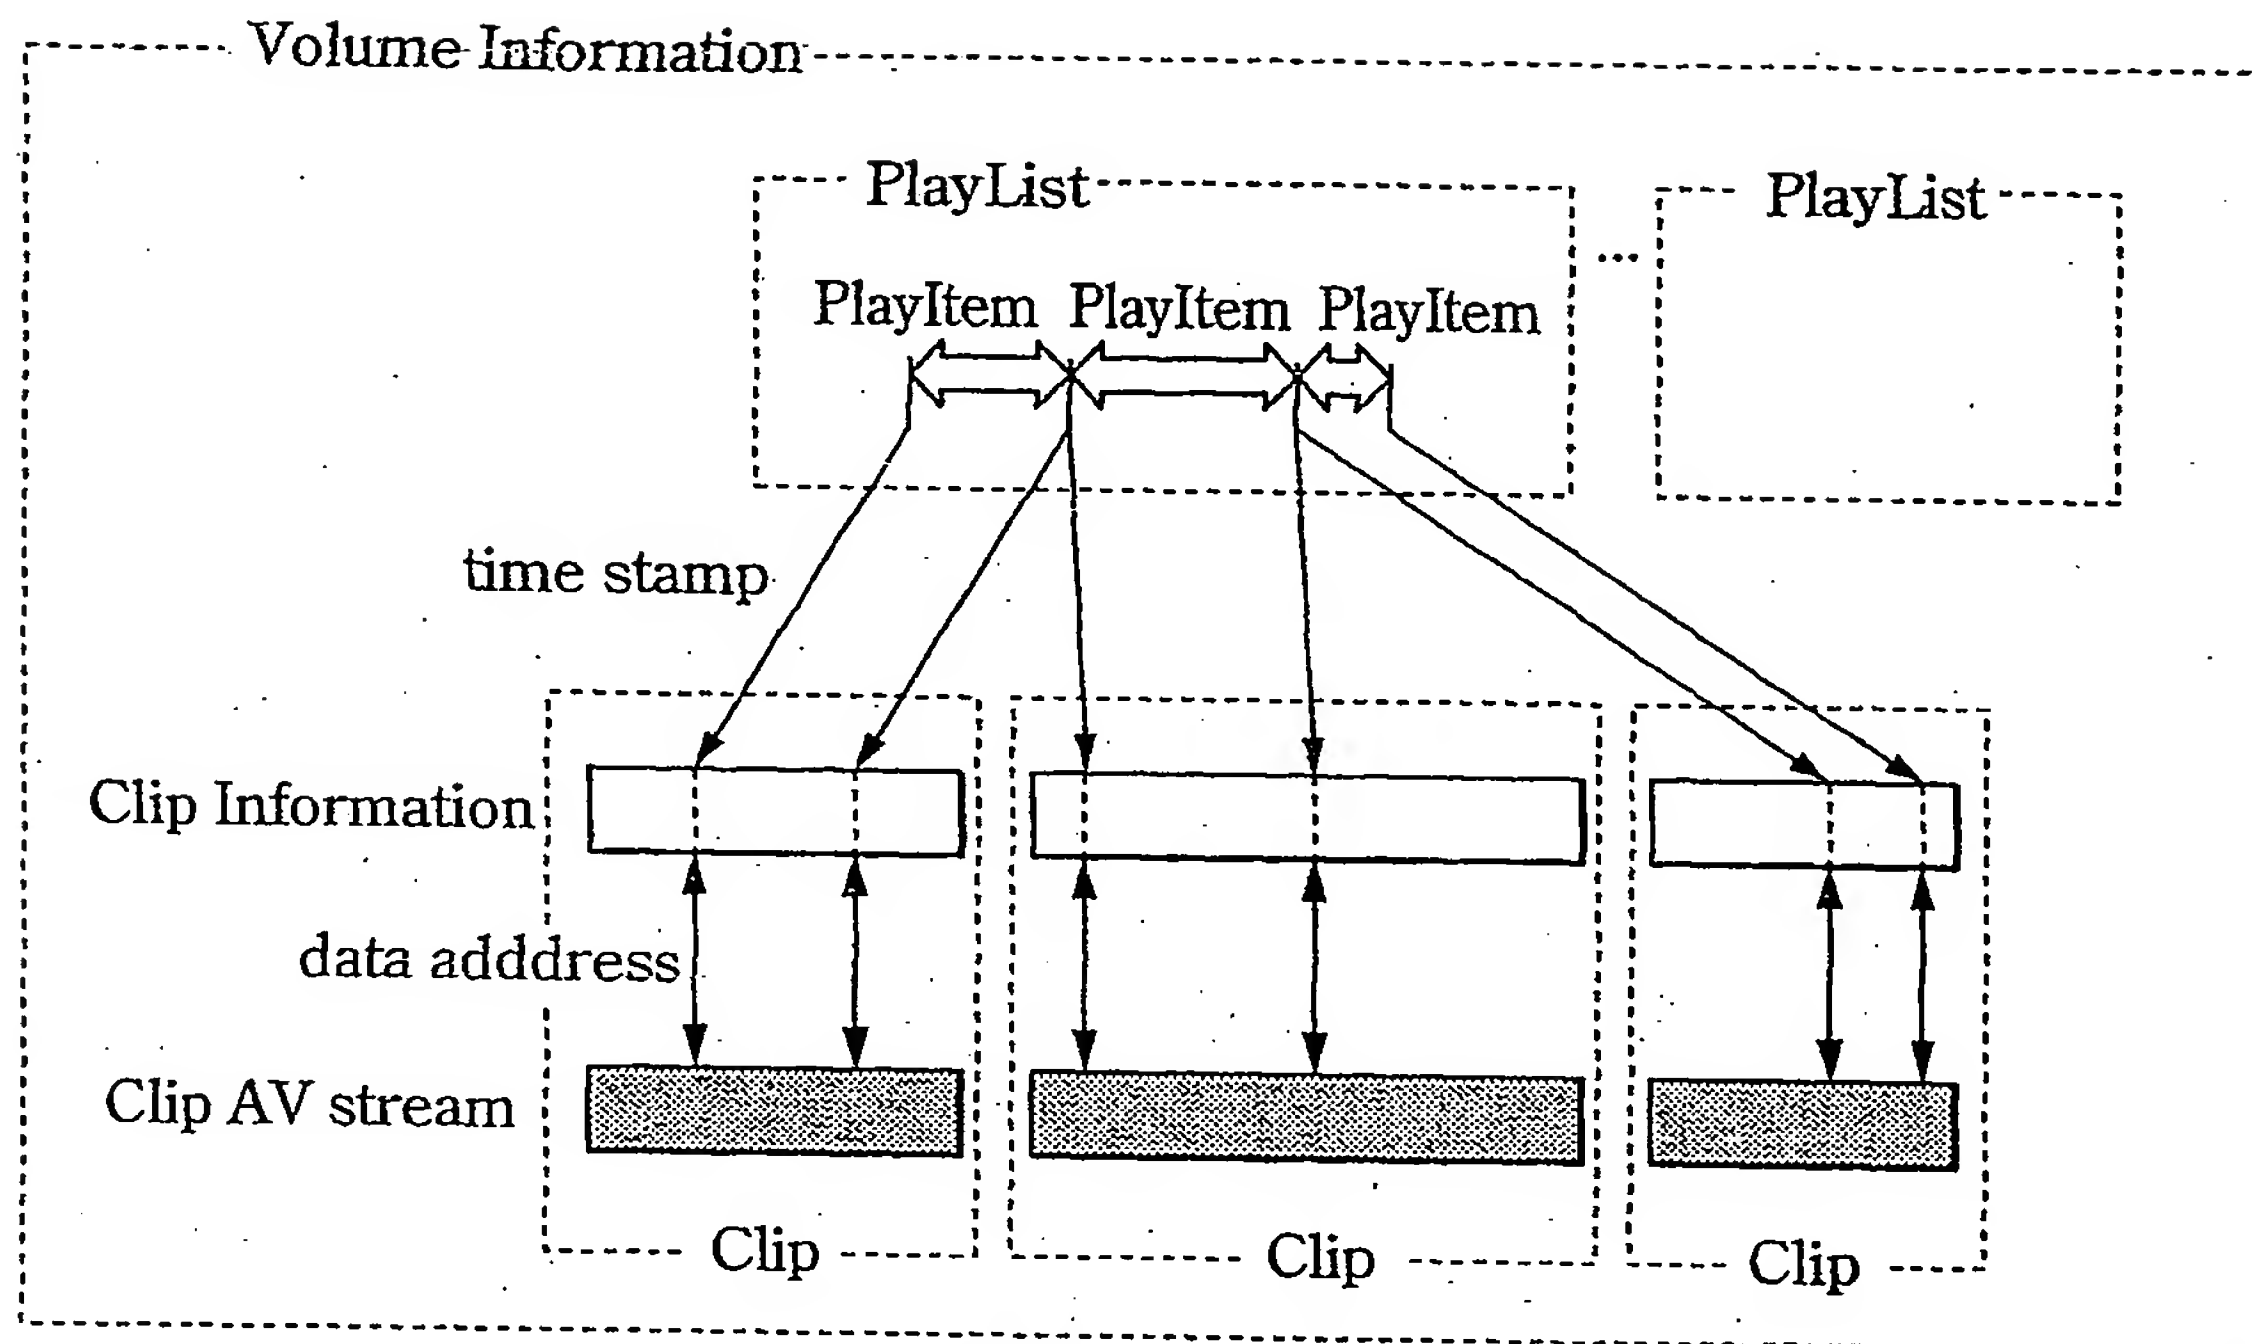 Volume Information
PlayList
PlayList
...
PlayItem PlayItem PlayItem
time stamp
Clip Information
data adddress
Clip AV stream
Clip
Clip
Clip